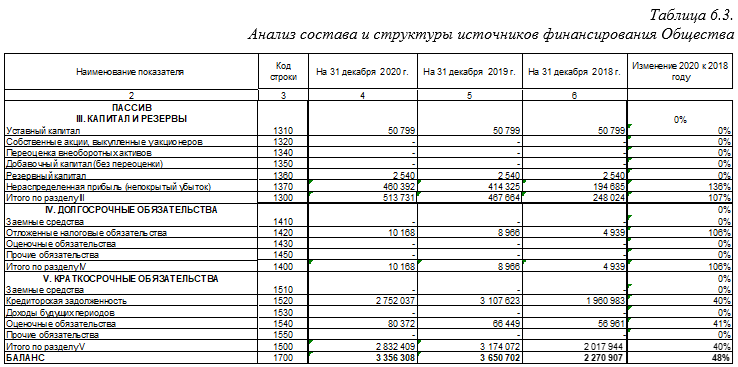 Таблица 6.3.
Анализ состава и структуры источников финансирования Общества
Наименование показателя Код строки На 31 декабря 2020 г. На 31 декабря 2019 г. На 31 декабря 2018 г. Изменение 2020 к 2018 году
2 3 4 5 6
ПАССИВ
III. КАПИТАЛ И РЕЗЕРВЫ 0%
Уставный капитал 1310 50 799 50 799 50 799 0%
Собственные акции, выкупленные у акционеров 1320 - - - 0%
Переоценка внеоборотных активов 1340 - - - 0%
Добавочный капитал (без переоценки) 1350 - - - 0%
Резервный капитал 1360 2 540 2 540 2 540 0%
Нераспределенная прибыль (непокрытый убыток) 1370 460 392 414 325 194 685 136%
Итого по разделу III 1300 513 731 467 664 248 024 107%
IV. ДОЛГОСРОЧНЫЕ ОБЯЗАТЕЛЬСТВА 0%
Заемные средства 1410 - - - 0%
Отложенные налоговые обязательства 1420 10 168 8 966 4 939 106%
Оценочные обязательства 1430 - - - 0%
Прочие обязательства 1450 - - - 0%
Итого по разделу IV 1400 10 168 8 966 4 939 106%
V. КРАТКОСРОЧНЫЕ ОБЯЗАТЕЛЬСТВА 0%
Заемные средства 1510 - - - 0%
Кредиторская задолженность 1520 2 752 037 3 107 623 1 960 983 40%
Доходы будущих периодов 1530 - - - 0%
Оценочные обязательства 1540 80 372 66 449 56 961 41%
Прочие обязательства 1550 - - - 0%
Итого по разделу V 1500 2 832 409 3 174 072 2 017 944 40%
БАЛАНС 1700 3 356 308 3 650 702 2 270 907 48%